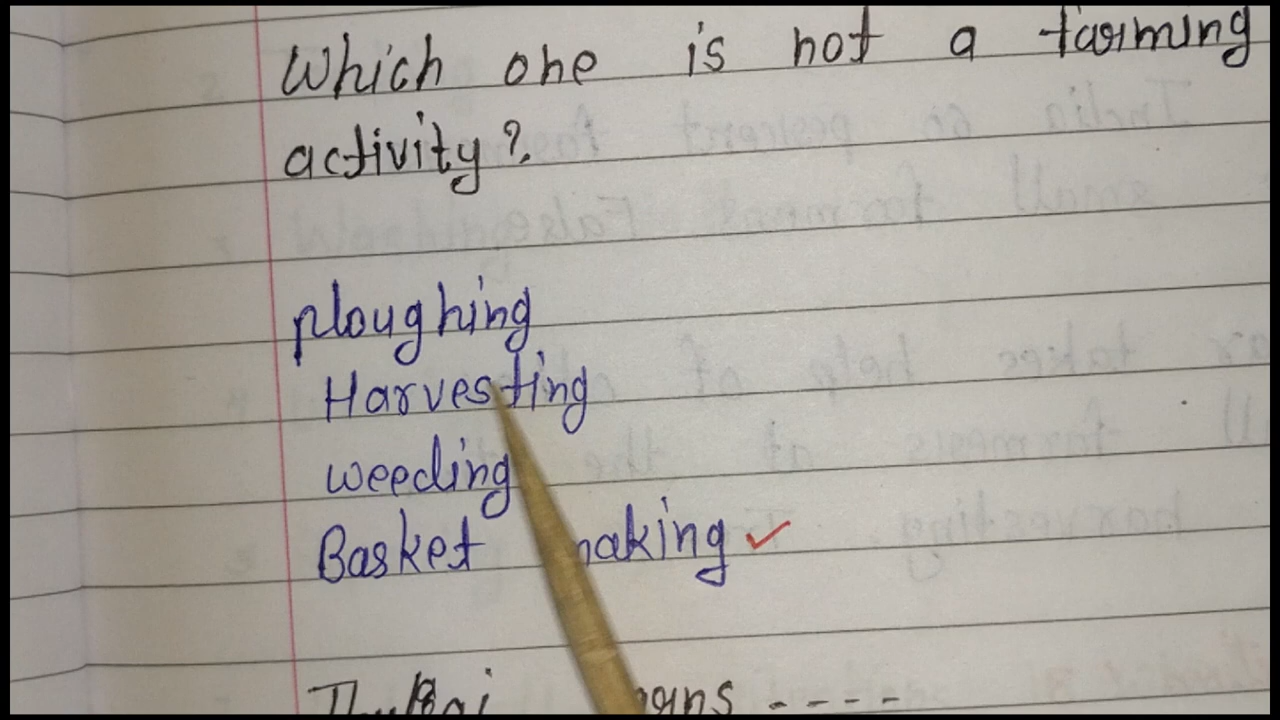 Which one is not a farming
activity?
ploughing
Harvesting
weeding
Basket making